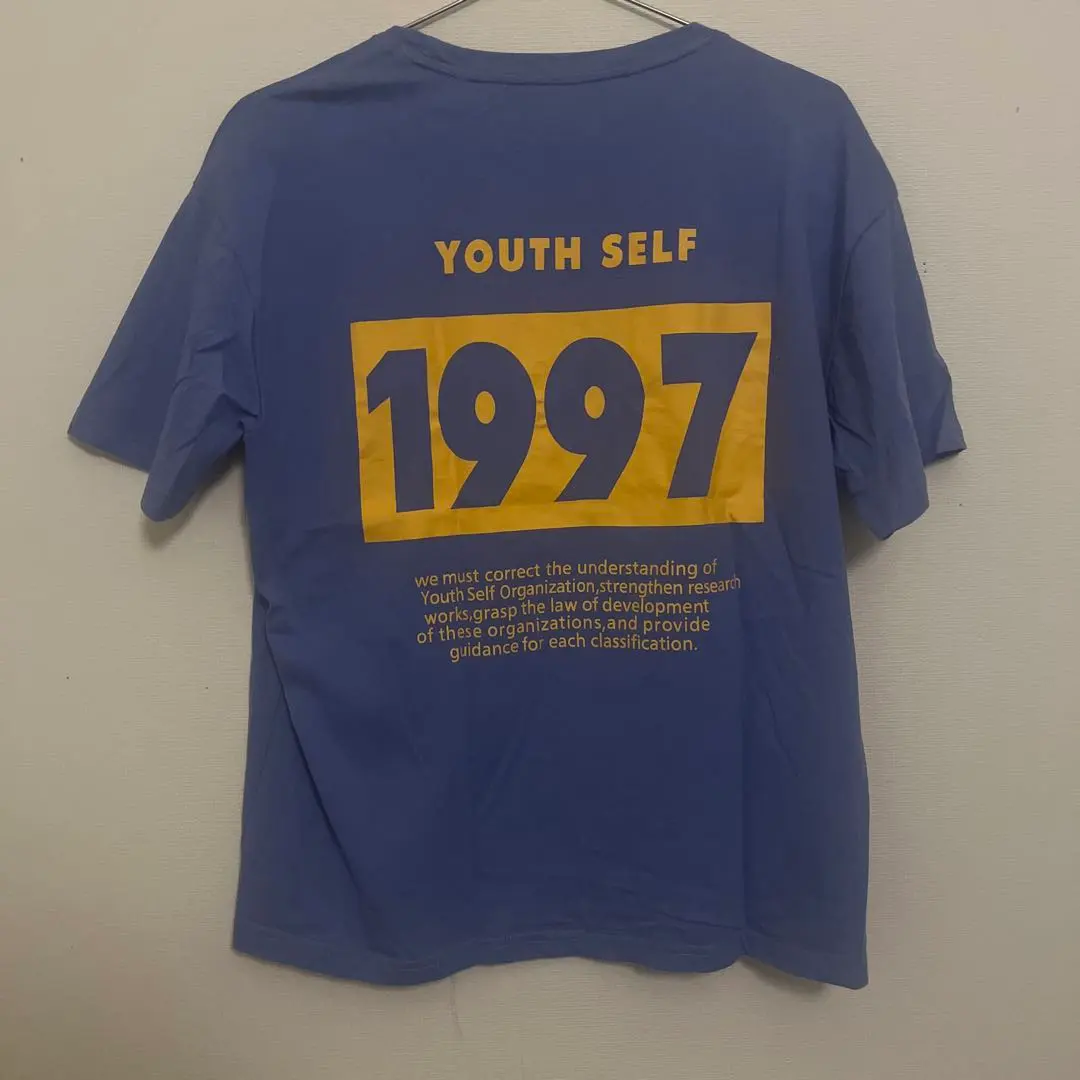 YOUTH SELF
1997
we must correct the understanding of
Youth Self Organization,strengthen research
works,grasp the law of development
of these organizations,and provide
guidance for each classification.